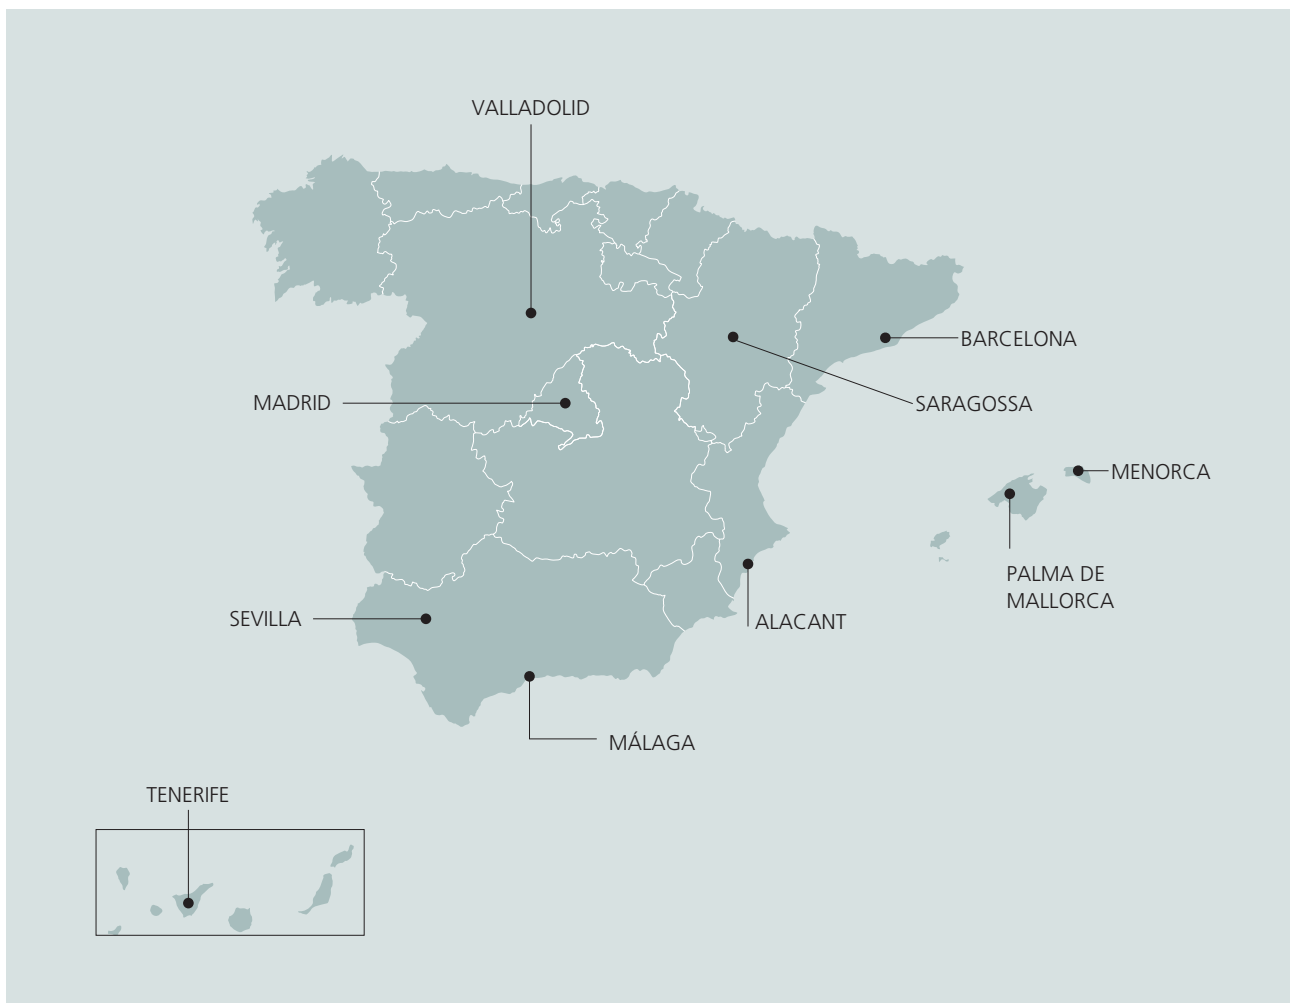 VALLADOLID
BARCELONA
MADRID
SARAGOSSA
MENORCA
PALMA DE
MALLORCA
SEVILLA
ALACANT
MÁLAGA
TENERIFE